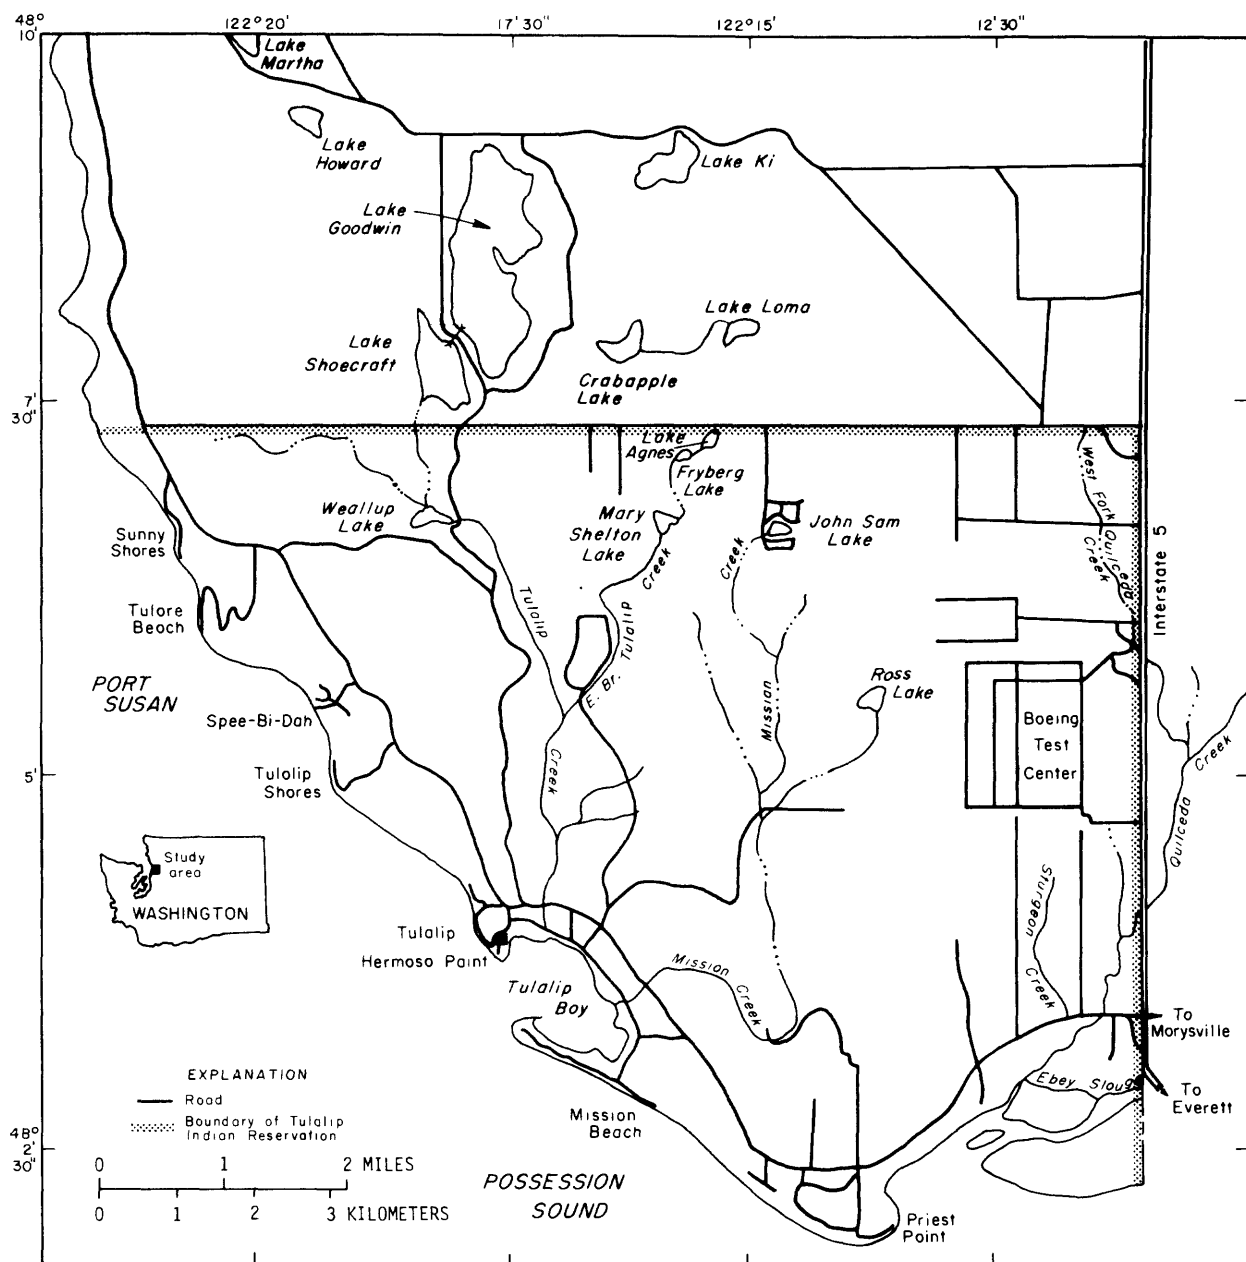 48°
10'
122°20'
17'30"
122°15'
12'30"
Lake
Martha
Lake
Howard
Lake Ki
Lake
Goodwin
Lake Loma
Lake
Shoecraft
Crabapple
Lake
7'
30"
Lake
Agnes
Fryberg
Lake
West Fork Quilceda
Creek
Weallup
Lake
Mary
Shelton
Lake
John Sam
Lake
Sunny
Shores
Creek
Creek
Interstate 5
Tulore
Beach
Tulalip
E. Br. Tulalip
PORT
SUSAN
Mission
Ross
Lake
Spee-Bi-Dah
Boeing
Test
Center
Creek
Creek
5'
Tulalip
Shores
Quilceda
Study
area
WASHINGTON
Sturgeon
Creek
Tulalip
Hermoso Point
Mission
Creek
Tulalip
Boy
To
Morysville
EXPLANATION
Road
Boundary of Tulalip
Indian Reservation
Ebey Sloug
To
Everett
Mission
Beach
48°
2'
30"
0 1 2 MILES
0 1 2 3 KILOMETERS
POSSESSION
SOUND
Priest
Point